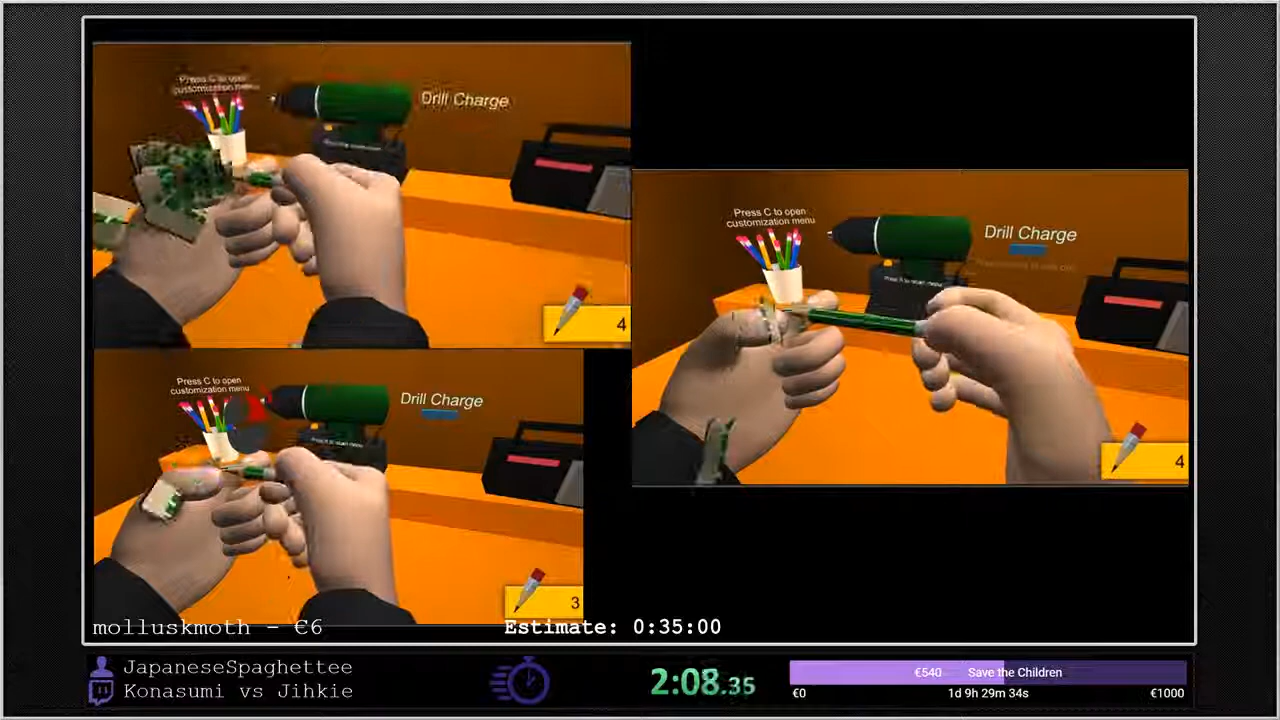 Press C to open
customization menu
Drill Charge
4
Press C to open
customization menu
Drill Charge
4
Press C to open
customization menu
Drill Charge
3
molluskmoth - €6
Estimate: 0:35:00
JapaneseSpaghettee
Konasumi vs Jihkie
2:08.35
€540 Save the Children
€0 1d 9h 29m 34s €1000